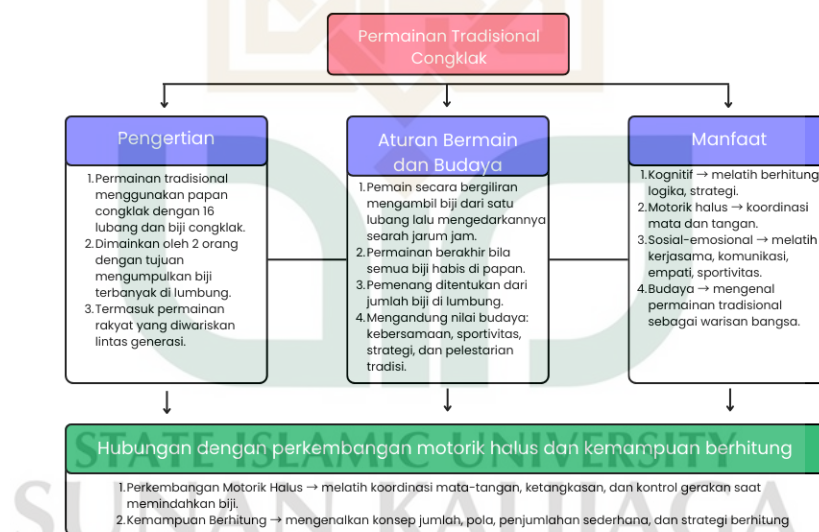 Permainan Tradisional
Congklak
Pengertian
1.Permainan tradisional
menggunakan papan
congklak dengan 16
lubang dan biji congklak.
2.Dimainkan oleh 2 orang
dengan tujuan
mengumpulkan biji
terbanyak di lumbung.
3.Termasuk permainan
rakyat yang diwariskan
lintas generasi.
Aturan Bermain
dan Budaya
1.Pemain secara bergiliran
mengambil biji dari satu
lubang lalu mengedarkannya
searah jarum jam.
2.Permainan berakhir bila
semua biji habis di papan.
3.Pemenang ditentukan dari
jumlah biji di lumbung.
4.Mengandung nilai budaya:
kebersamaan, sportivitas,
strategi, dan pelestarian
tradisi.
Manfaat
1.Kognitif → melatih berhitung,
logika, strategi.
2.Motorik halus → koordinasi
mata dan tangan.
3.Sosial-emosional → melatih
kerjasama, komunikasi,
empati, sportivitas.
4.Budaya → mengenal
permainan tradisional
sebagai warisan bangsa.
Hubungan dengan perkembangan motorik halus dan kemampuan berhitung
STATE ISLAMIC UNIVERSITY
1.Perkembangan Motorik Halus → melatih koordinasi mata-tangan, ketangkasan, dan kontrol gerakan saat
memindahkan biji.
2.Kemampuan Berhitung → mengenalkan konsep jumlah, pola, penjumlahan sederhana, dan strategi berhitung
SUNAN KALIJAGA